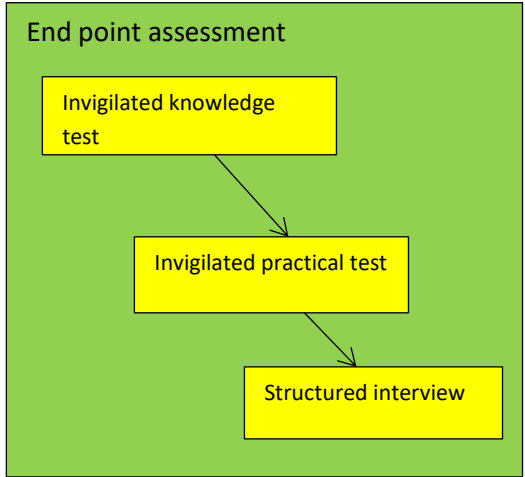 End point assessment
Invigilated knowledge
test
Invigilated practical test
Structured interview